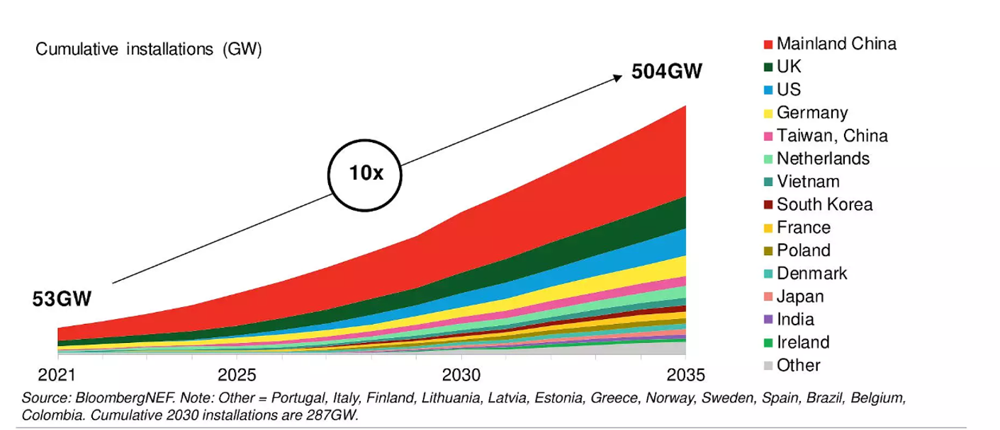 Cumulative installations (GW)
504GW
10x
53GW
2021 2025 2030 2035
Mainland China
UK
US
Germany
Taiwan, China
Netherlands
Vietnam
South Korea
France
Poland
Denmark
Japan
India
Ireland
Other
Source: BloombergNEF. Note: Other = Portugal, Italy, Finland, Lithuania, Latvia, Estonia, Greece, Norway, Sweden, Spain, Brazil, Belgium,
Colombia. Cumulative 2030 installations are 287GW.